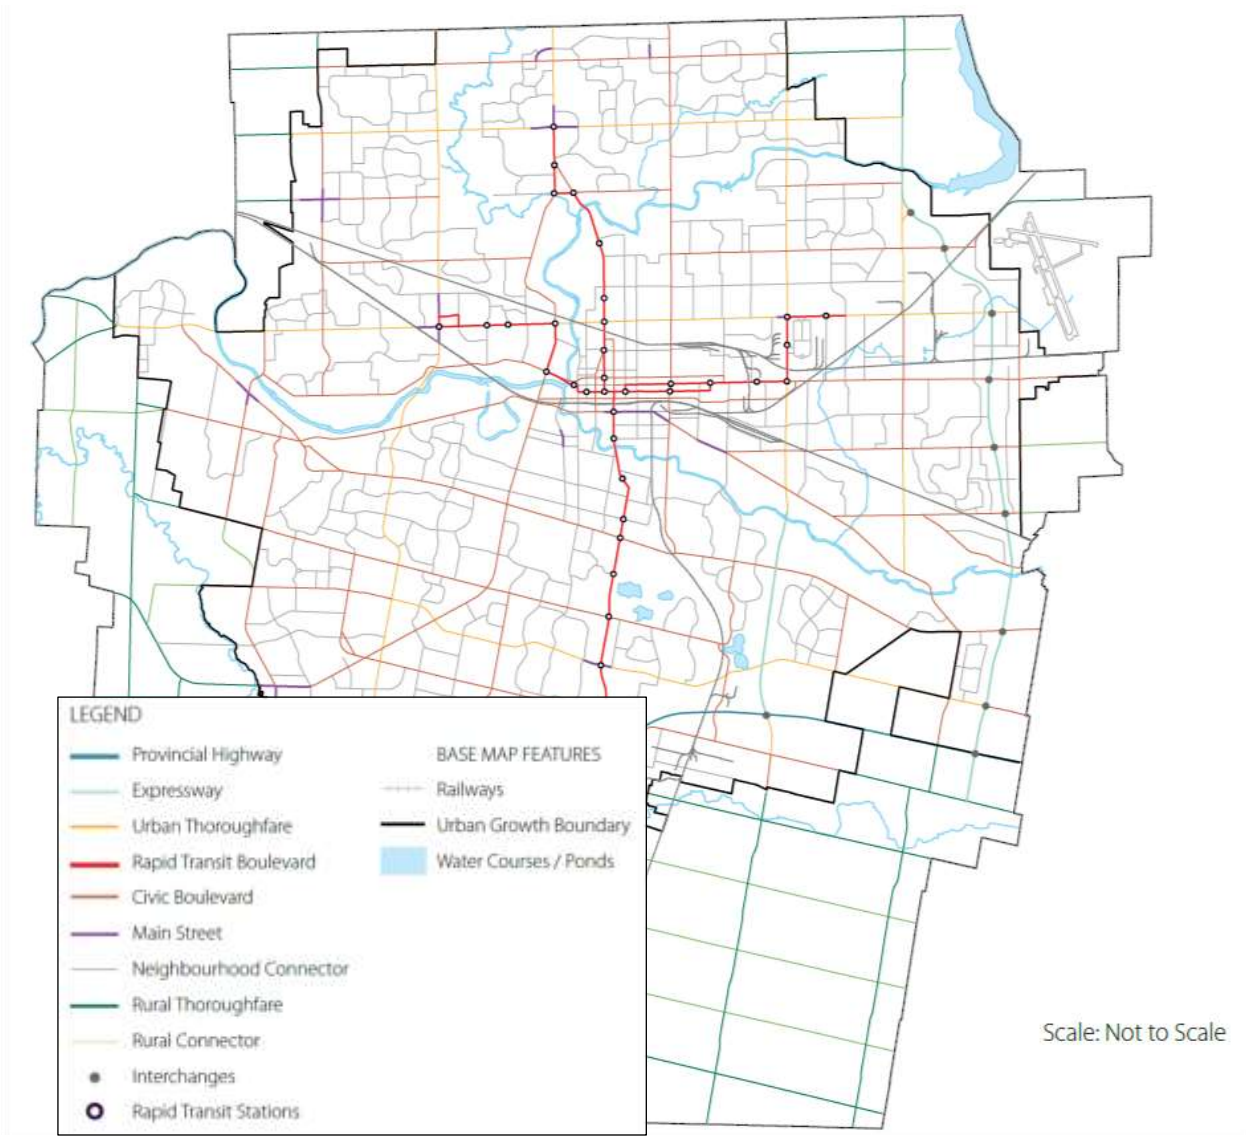 LEGEND
Provincial Highway
Expressway
Urban Thoroughfare
Rapid Transit Boulevard
Civic Boulevard
Main Street
Neighbourhood Connector
Rural Thoroughfare
Rural Connector
Interchanges
Rapid Transit Stations
BASE MAP FEATURES
Railways
Urban Growth Boundary
Water Courses / Ponds
Scale: Not to Scale